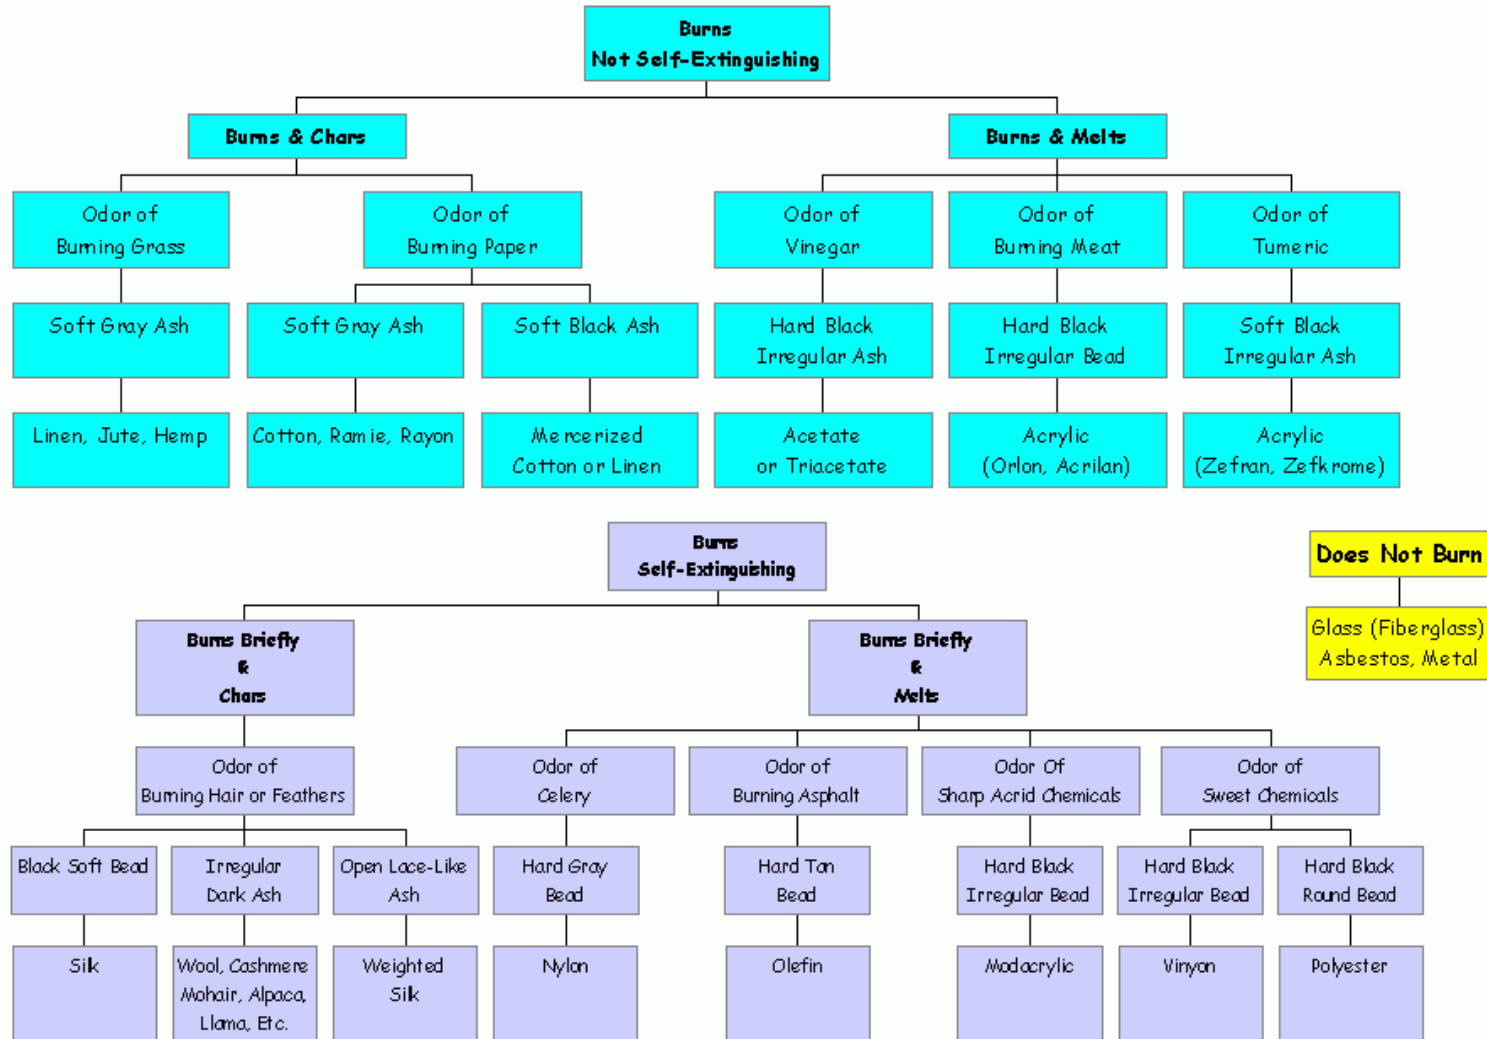 Burns
Not Self-Extinguishing
Burns & Chars
Burns & Melts
Odor of
Burning Grass
Odor of
Burning Paper
Odor of
Vinegar
Odor of
Burning Meat
Odor of
Tumeric
Soft Gray Ash
Soft Gray Ash
Soft Black Ash
Hard Black
Irregular Ash
Hard Black
Irregular Bead
Soft Black
Irregular Ash
Linen, Jute, Hemp
Cotton, Ramie, Rayon
Mercerized
Cotton or Linen
Acetate
or Triacetate
Acrylic
(Orlon, Acrilan)
Acrylic
(Zefran, Zefkrome)
Burns
Self-Extinguishing
Does Not Burn
Glass (Fiberglass)
Asbestos, Metal
Burns Briefly
&
Chars
Burns Briefly
&
Melts
Odor of
Burning Hair or Feathers
Odor of
Celery
Odor of
Burning Asphalt
Odor Of
Sharp Acrid Chemicals
Odor of
Sweet Chemicals
Black Soft Bead
Irregular
Dark Ash
Open Lace-Like
Ash
Hard Gray
Bead
Hard Tan
Bead
Hard Black
Irregular Bead
Hard Black
Irregular Bead
Hard Black
Round Bead
Silk
Wool, Cashmere
Mohair, Alpaca,
Llama, Etc.
Weighted
Silk
Nylon
Olefin
Modacrylic
Vinyon
Polyester